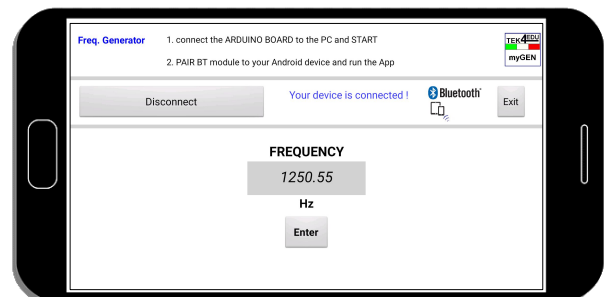 Freq. Generator
1. connect the ARDUINO BOARD to the PC and START
2. PAIR BT module to your Android device and run the App
TEK4EDU
myGEN
Disconnect
Your device is connected !
Bluetooth
Exit
FREQUENCY
1250.55
Hz
Enter